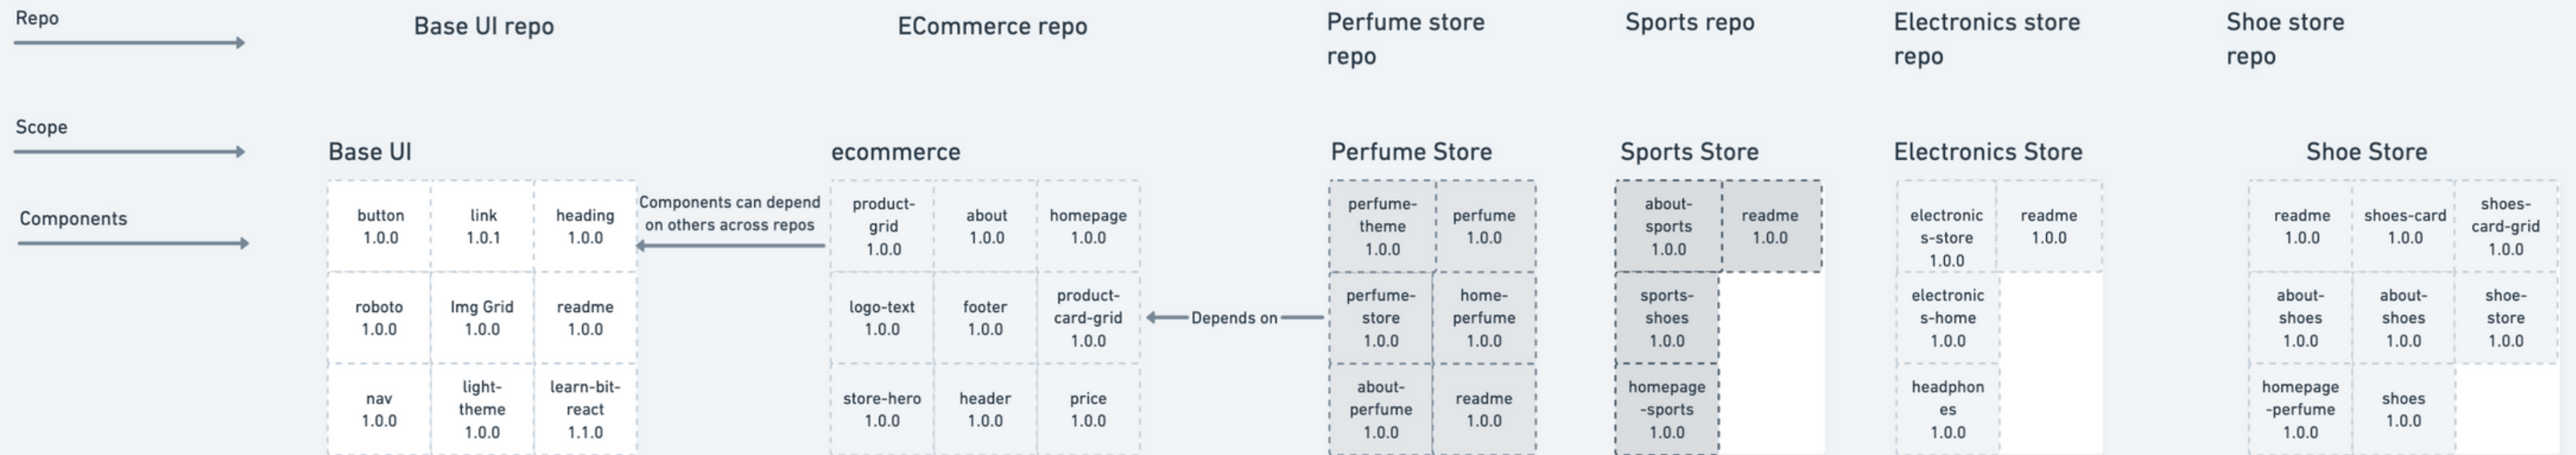 Repo
Base UI repo
ECommerce repo
Perfume store
repo
Sports repo
Electronics store
repo
Shoe store
repo
Scope
Base UI
ecommerce
Perfume Store
Sports Store
Electronics Store
Shoe Store
Components
button
1.0.0
link
1.0.1
heading
1.0.0
roboto
1.0.0
Img Grid
1.0.0
readme
1.0.0
nav
1.0.0
light-
theme
1.0.0
learn-bit-
react
1.1.0
Components can depend
on others across repos
product-
grid
1.0.0
about
1.0.0
homepage
1.0.0
logo-text
1.0.0
footer
1.0.0
product-
card-grid
1.0.0
store-hero
1.0.0
header
1.0.0
price
1.0.0
Depends on
perfume-
theme
1.0.0
perfume
1.0.0
perfume-
store
1.0.0
home-
perfume
1.0.0
about-
perfume
1.0.0
readme
1.0.0
about-
sports
1.0.0
readme
1.0.0
sports-
shoes
1.0.0
homepage
-sports
1.0.0
electronic
s-store
1.0.0
readme
1.0.0
electronic
s-home
1.0.0
headphon
es
1.0.0
readme
1.0.0
shoes-card
1.0.0
shoes-
card-grid
1.0.0
about-
shoes
1.0.0
about-
shoes
1.0.0
shoe-
store
1.0.0
homepage
-perfume
1.0.0
shoes
1.0.0